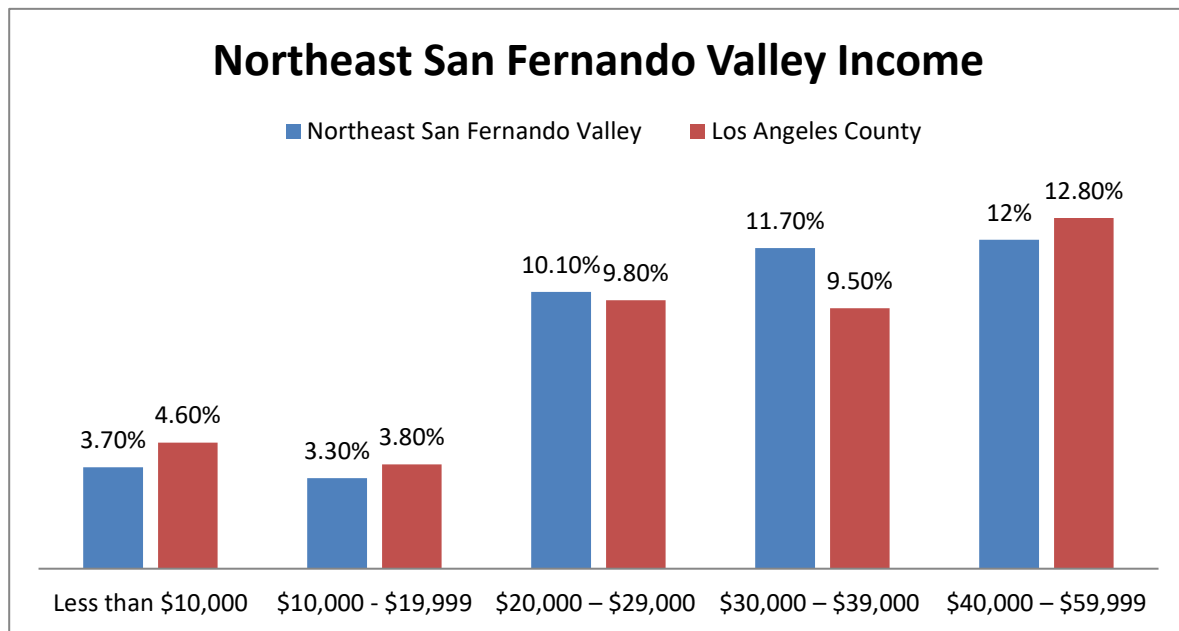 Northeast San Fernando Valley Income
Northeast San Fernando Valley Los Angeles County
3.70% 4.60% 3.30% 3.80% 10.10% 9.80% 11.70% 9.50% 12% 12.80%
Less than $10,000 $10,000 - $19,999 $20,000 – $29,000 $30,000 – $39,000 $40,000 – $59,999